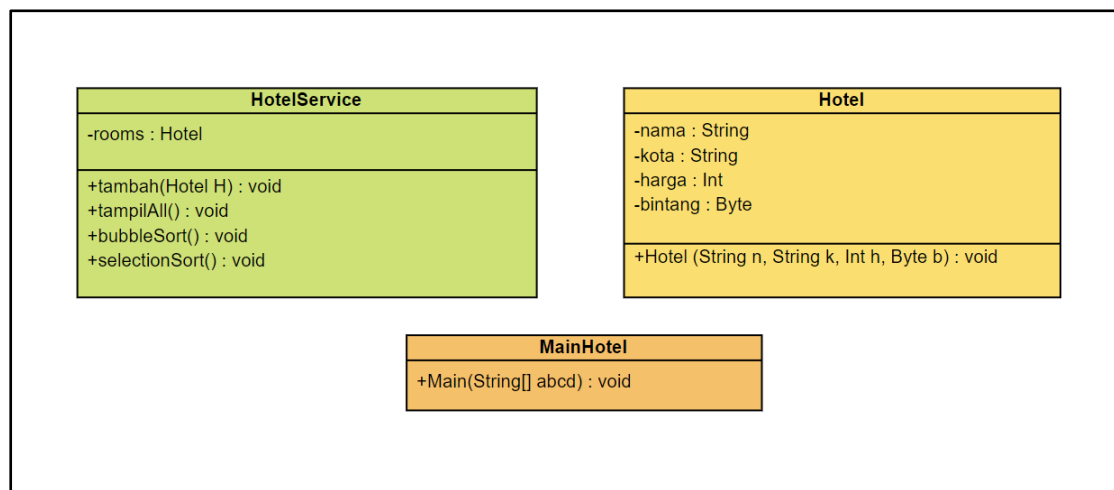 HotelService
-rooms : Hotel
+tambah(Hotel H) : void
+tampilAll() : void
+bubbleSort() : void
+selectionSort() : void
Hotel
-nama : String
-kota : String
-harga : Int
-bintang : Byte
+Hotel (String n, String k, Int h, Byte b) : void
MainHotel
+Main(String[] abcd) : void